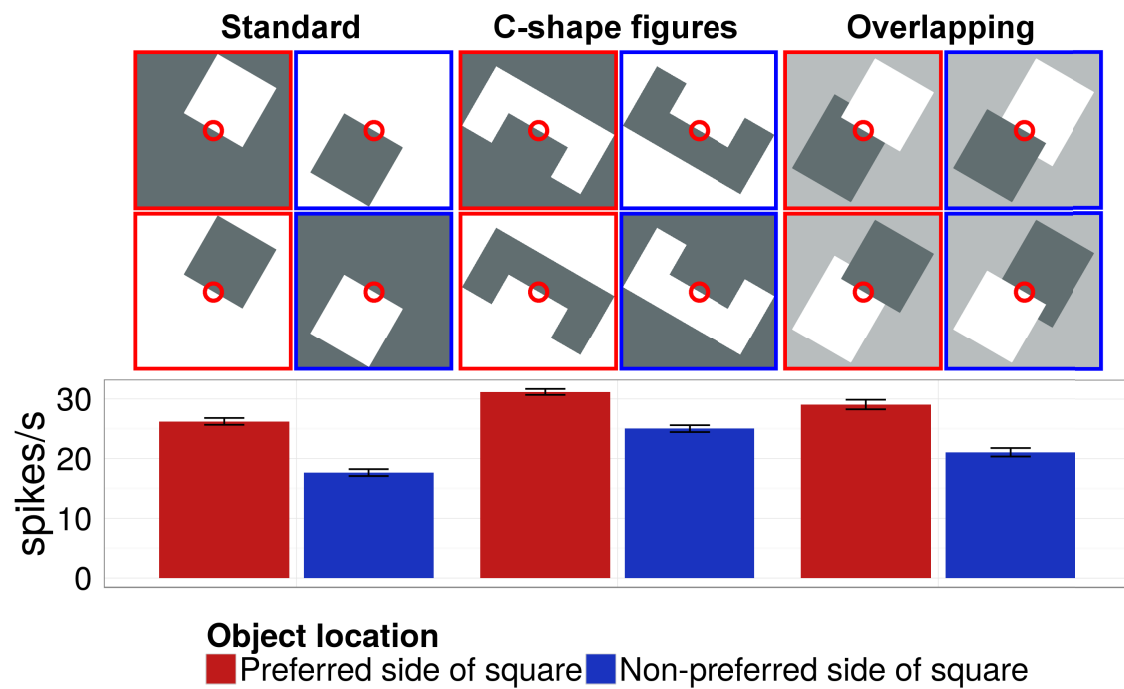 Standard C-shape figures Overlapping
spikes/s
30
20
10
0
Object location
Preferred side of square Non-preferred side of square